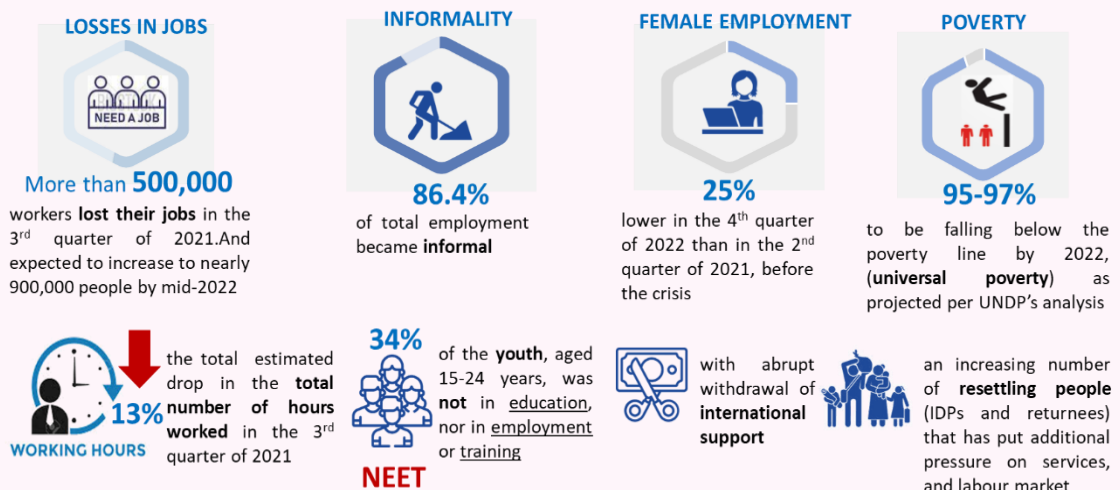 LOSSES IN JOBS
NEED A JOB
More than 500,000
workers lost their jobs in the
3rd quarter of 2021.And
expected to increase to nearly
900,000 people by mid-2022
INFORMALITY
86.4%
of total employment
became informal
FEMALE EMPLOYMENT
25%
lower in the 4th quarter
of 2022 than in the 2nd
quarter of 2021, before
the crisis
POVERTY
95-97%
to be falling below the
poverty line by 2022,
(universal poverty) as
projected per UNDP's analysis
13%
WORKING HOURS
the total estimated
drop in the total
number of hours
worked in the 3rd
quarter of 2021
34%
NEET
of the youth, aged
15-24 years, was
not in education,
nor in employment
or training
with abrupt
withdrawal of
international
support
an increasing number
of resettling people
(IDPs and returnees)
that has put additional
pressure on services,
and labour market